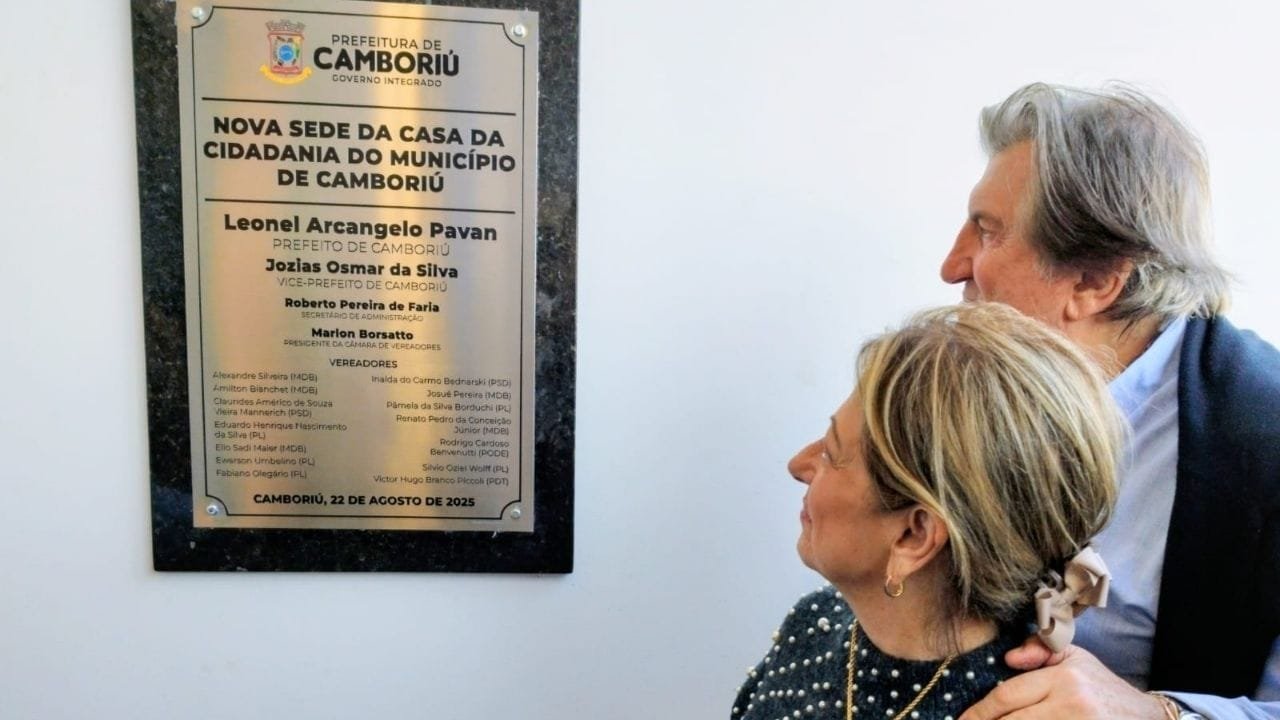 PREFEITURA DE
CAMBORIÚ
GOVERNO INTEGRADO
NOVA SEDE DA CASA DA
CIDADANIA DO MUNICÍPIO
DE CAMBORIÚ
Leonel Arcangelo Pavan
PREFEITO DE CAMBORIÚ
Jozias Osmar da Silva
VICE-PREFEITO DE CAMBORIÚ
Roberto Pereira de Faria
SECRETÁRIO DE ADMINISTRAÇÃO
Marlon Borsatto
PRESIDENTE DA CÂMARA DE VEREADORES
VEREADORES
Alexandre Silveira (MDB)
Amilton Bianchet (MDB)
Claurides Américo de Souza
Vieira Mannerich (PSD)
Eduardo Henrique Nascimento
da Silva (PL)
Elio Sadi Maier (MDB)
Ewerson Umbelino (PL)
Fabiano Olegário (PL)
Inalda do Carmo Bednarski (PSD)
Josué Pereira (MDB)
Pâmela da Silva Borduchi (PL)
Renato Pedro da Conceição
Júnior (MDB)
Rodrigo Cardoso
Benvenutti (PODE)
Silvio Oziel Wolff (PL)
Victor Hugo Branco Piccoli (PDT)
CAMBORIÚ, 22 DE AGOSTO DE 2025